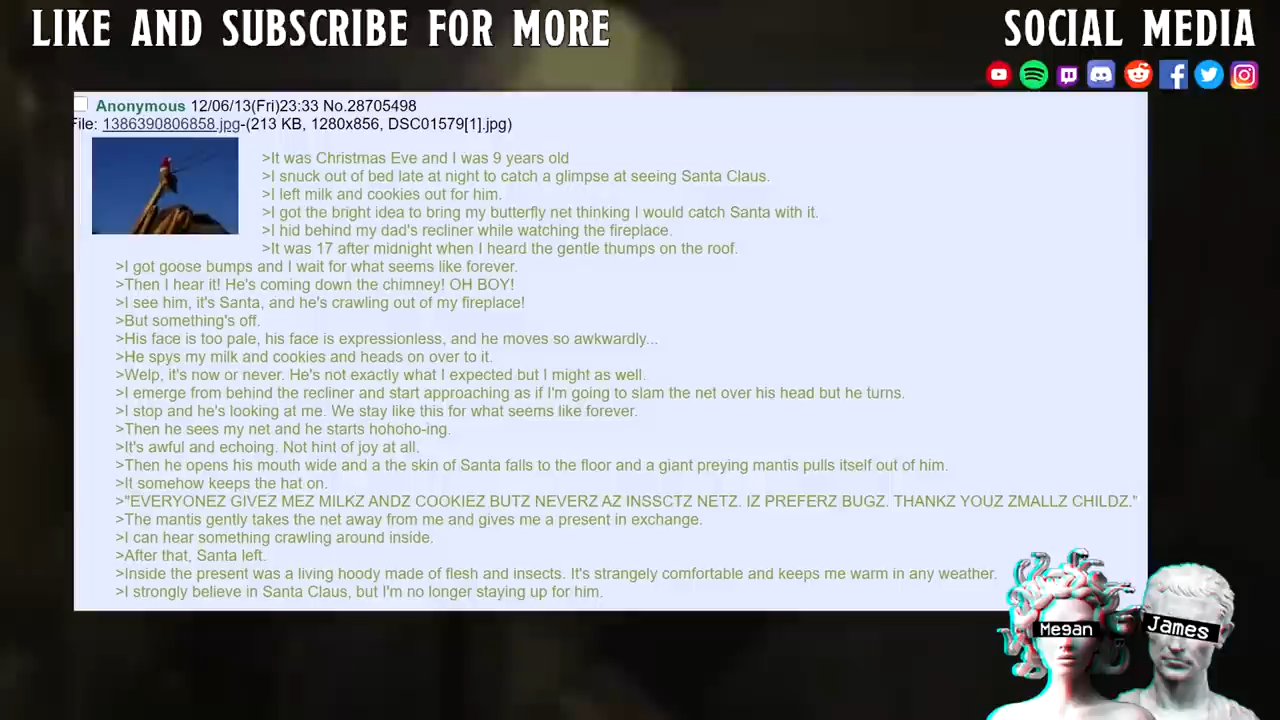 LIKE AND SUBSCRIBE FOR MORE
SOCIAL MEDIA
Anonymous 12/06/13(Fri)23:33 No.28705498
File: 1386390806858.jpg-(213 KB, 1280x856, DSC01579[1].jpg)
>It was Christmas Eve and I was 9 years old
>I snuck out of bed late at night to catch a glimpse at seeing Santa Claus.
>I left milk and cookies out for him.
>I got the bright idea to bring my butterfly net thinking I would catch Santa with it.
>I hid behind my dad's recliner while watching the fireplace.
>It was 17 after midnight when I heard the gentle thumps on the roof.
>I got goose bumps and I wait for what seems like forever.
>Then I hear it! He's coming down the chimney! OH BOY!
>I see him, it's Santa, and he's crawling out of my fireplace!
>But something's off.
>His face is too pale, his face is expressionless, and he moves so awkwardly...
>He spys my milk and cookies and heads on over to it.
>Welp, it's now or never. He's not exactly what I expected but I might as well.
>I emerge from behind the recliner and start approaching as if I'm going to slam the net over his head but he turns.
>I stop and he's looking at me. We stay like this for what seems like forever.
>Then he sees my net and he starts hohoho-ing.
>It's awful and echoing. Not hint of joy at all.
>Then he opens his mouth wide and a the skin of Santa falls to the floor and a giant preying mantis pulls itself out of him.
>It somehow keeps the hat on.
>"EVERYONEZ GIVEZ MEZ MILKZ ANDZ COOKIEZ BUTZ NEVERZ AZ INSSCTZ NETZ. IZ PREFERZ BUGZ. THANKZ YOUZ ZMALLZ CHILDZ."
>The mantis gently takes the net away from me and gives me a present in exchange.
>I can hear something crawling around inside.
>After that, Santa left.
>Inside the present was a living hoody made of flesh and insects. It's strangely comfortable and keeps me warm in any weather.
>I strongly believe in Santa Claus, but I'm no longer staying up for him.
Megan
James